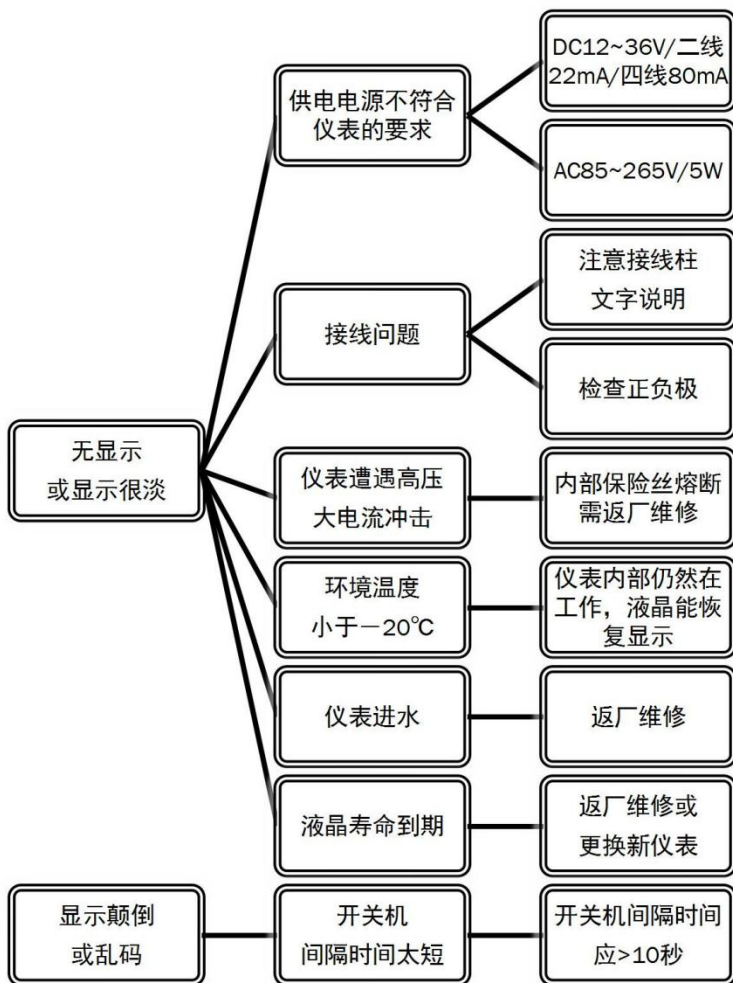 供电电源不符合
仪表的要求
DC12~36V/二线
22mA/四线80mA
AC85~265V/5W
接线问题
注意接线柱
文字说明
检查正负极
无显示
或显示很淡
仪表遭遇高压
大电流冲击
内部保险丝熔断
需返厂维修
环境温度
小于－20℃
仪表内部仍然在
工作，液晶能恢
复显示
仪表进水
返厂维修
液晶寿命到期
返厂维修或
更换新仪表
显示颠倒
或乱码
开关机
间隔时间太短
开关机间隔时间
应>10秒